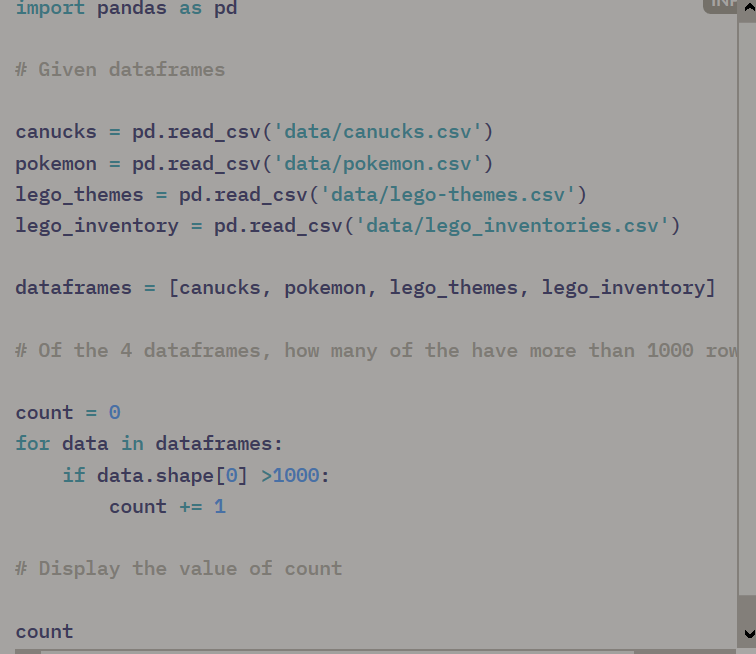 import pandas as pd
# Given dataframes
canucks = pd.read_csv('data/canucks.csv')
pokemon = pd.read_csv('data/pokemon.csv')
lego_themes = pd.read_csv('data/lego-themes.csv')
lego_inventory = pd.read_csv('data/lego_inventories.csv')
dataframes = [canucks, pokemon, lego_themes, lego_inventory]
# Of the 4 dataframes, how many of the have more than 1000 row
count = 0
for data in dataframes:
    if data.shape[0] >1000:
        count += 1
# Display the value of count
count